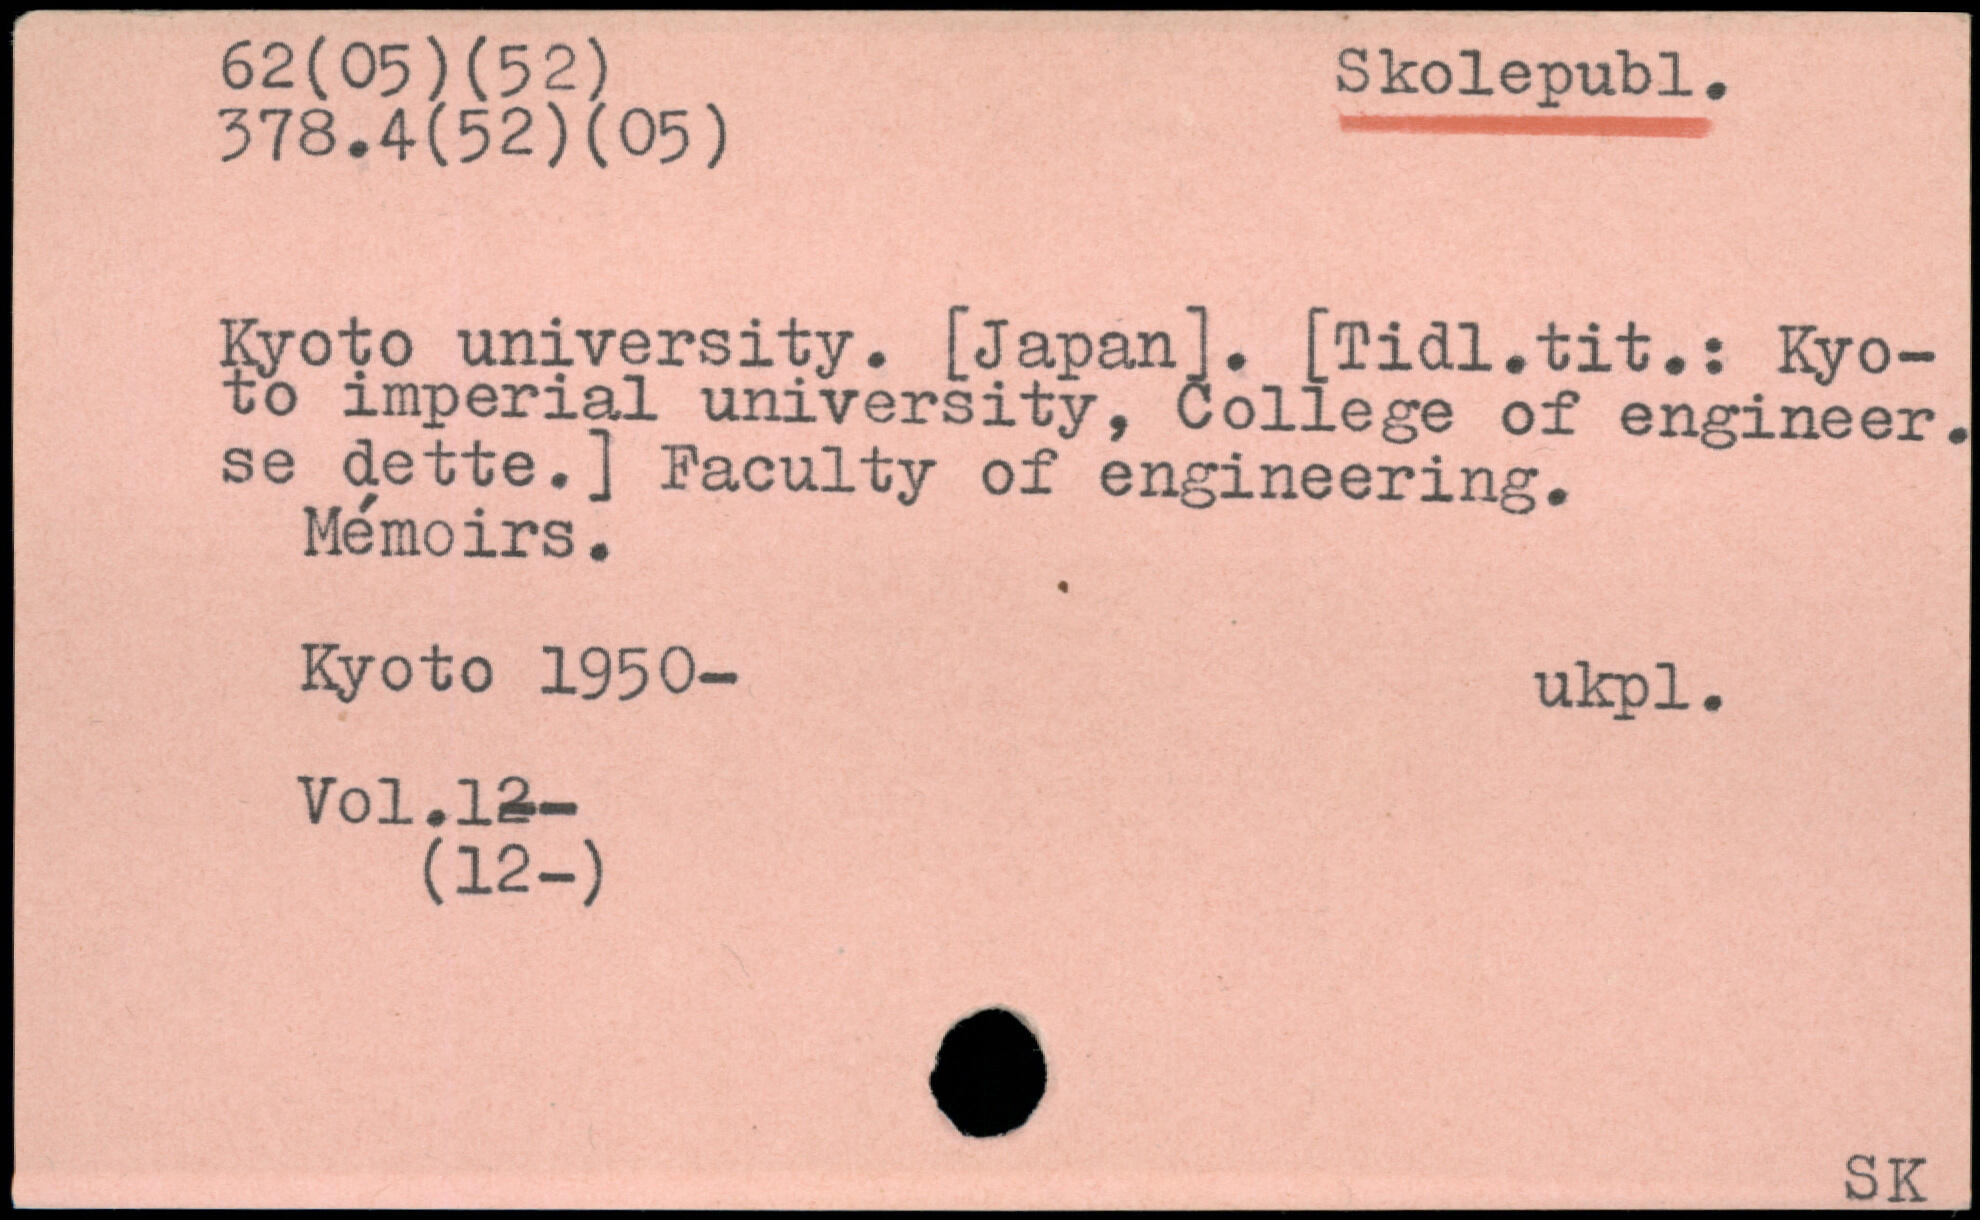 62(05)(52) Skolepubl.
378.4(52)(05)
Kyoto university. [Japan]. [Tidl.tit.: Kyo-
to imperial university, College of engineer.
se dette.] Faculty of engineering.
Mémoirs.
Kyoto 1950- ukpl.
Vol.12-
(12-)
SK